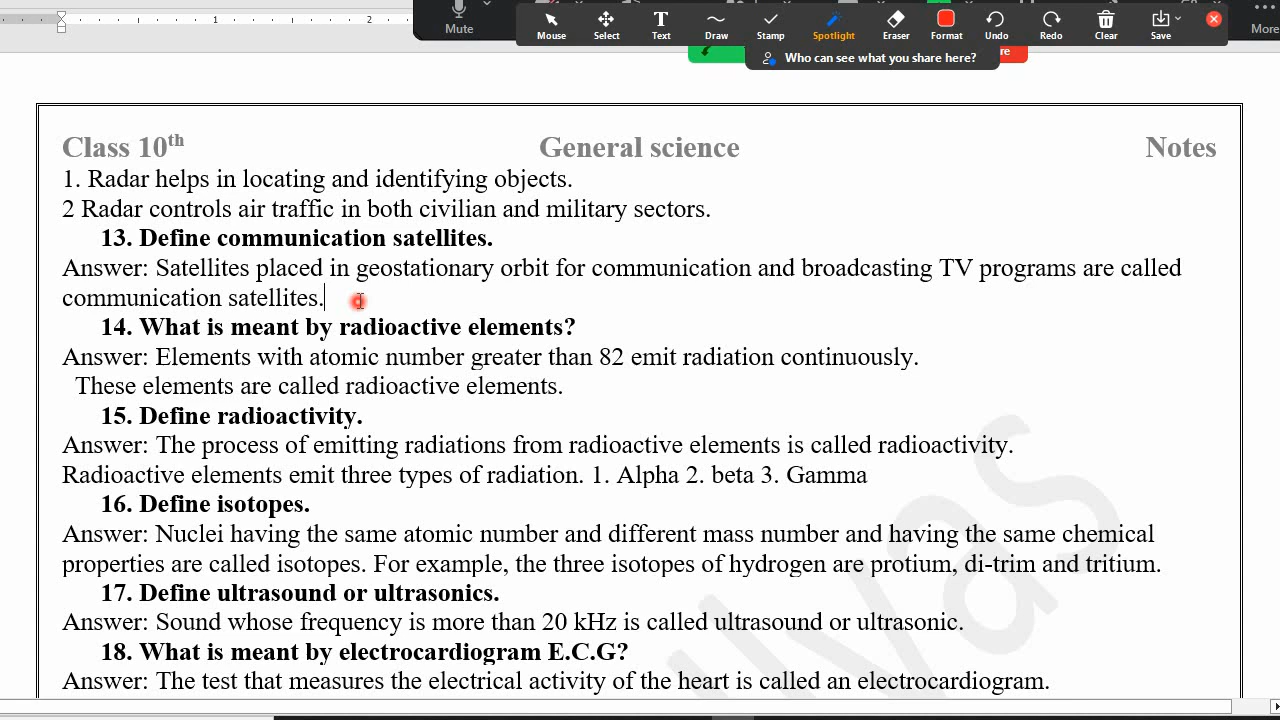 1 2
Mute Mouse Select Text Draw Stamp Spotlight Eraser Format Undo Redo Clear Save More
Who can see what you share here? re
Class 10th General science Notes
1. Radar helps in locating and identifying objects.
2 Radar controls air traffic in both civilian and military sectors.
13. Define communication satellites.
Answer: Satellites placed in geostationary orbit for communication and broadcasting TV programs are called
communication satellites.
14. What is meant by radioactive elements?
Answer: Elements with atomic number greater than 82 emit radiation continuously.
These elements are called radioactive elements.
15. Define radioactivity.
Answer: The process of emitting radiations from radioactive elements is called radioactivity.
Radioactive elements emit three types of radiation. 1. Alpha 2. beta 3. Gamma
16. Define isotopes.
Answer: Nuclei having the same atomic number and different mass number and having the same chemical
properties are called isotopes. For example, the three isotopes of hydrogen are protium, di-trim and tritium.
17. Define ultrasound or ultrasonics.
Answer: Sound whose frequency is more than 20 kHz is called ultrasound or ultrasonic.
18. What is meant by electrocardiogram E.C.G?
Answer: The test that measures the electrical activity of the heart is called an electrocardiogram.